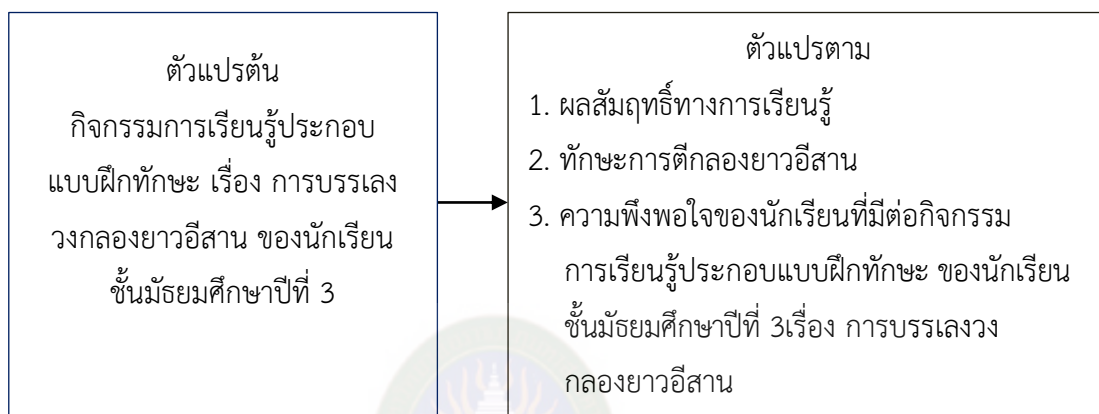 ตัวแปรต้น
กิจกรรมการเรียนรู้ประกอบ
แบบฝึกทักษะ เรื่อง การบรรเลง
วงกลองยาวอีสาน ของนักเรียน
ชั้นมัธยมศึกษาปีที่ 3
ตัวแปรตาม
1. ผลสัมฤทธิ์ทางการเรียนรู้
2. ทักษะการตีกลองยาวอีสาน
3. ความพึงพอใจของนักเรียนที่มีต่อกิจกรรม
การเรียนรู้ประกอบแบบฝึกทักษะ ของนักเรียน
ชั้นมัธยมศึกษาปีที่ 3เรื่อง การบรรเลงวง
กลองยาวอีสาน